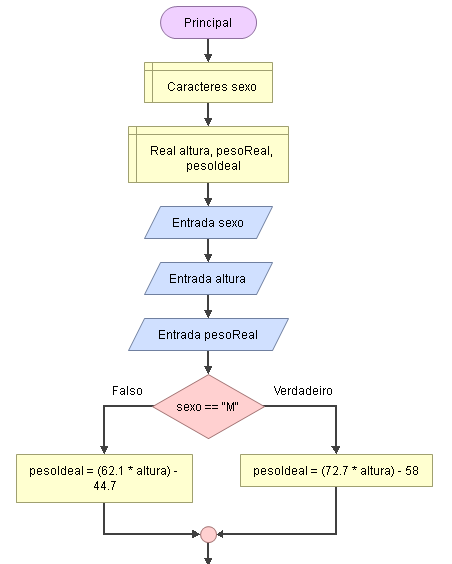 Principal
Caracteres sexo
Real altura, pesoReal,
pesoIdeal
Entrada sexo
Entrada altura
Entrada pesoReal
Falso
Verdadeiro
sexo == "M"
pesoIdeal = (62.1 * altura) -
44.7
pesoIdeal = (72.7 * altura) - 58